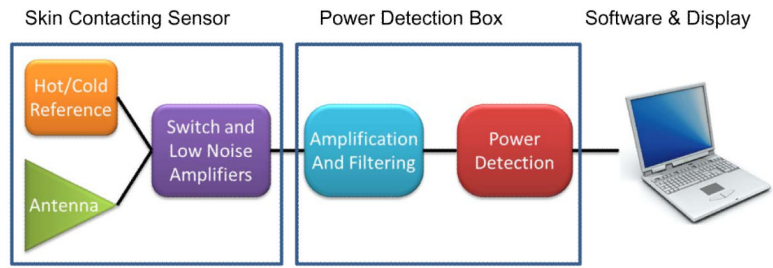 Skin Contacting Sensor
Power Detection Box
Software & Display
Hot/Cold
Reference
Switch and
Low Noise
Amplifiers
Antenna
Amplification
And Filtering
Power
Detection